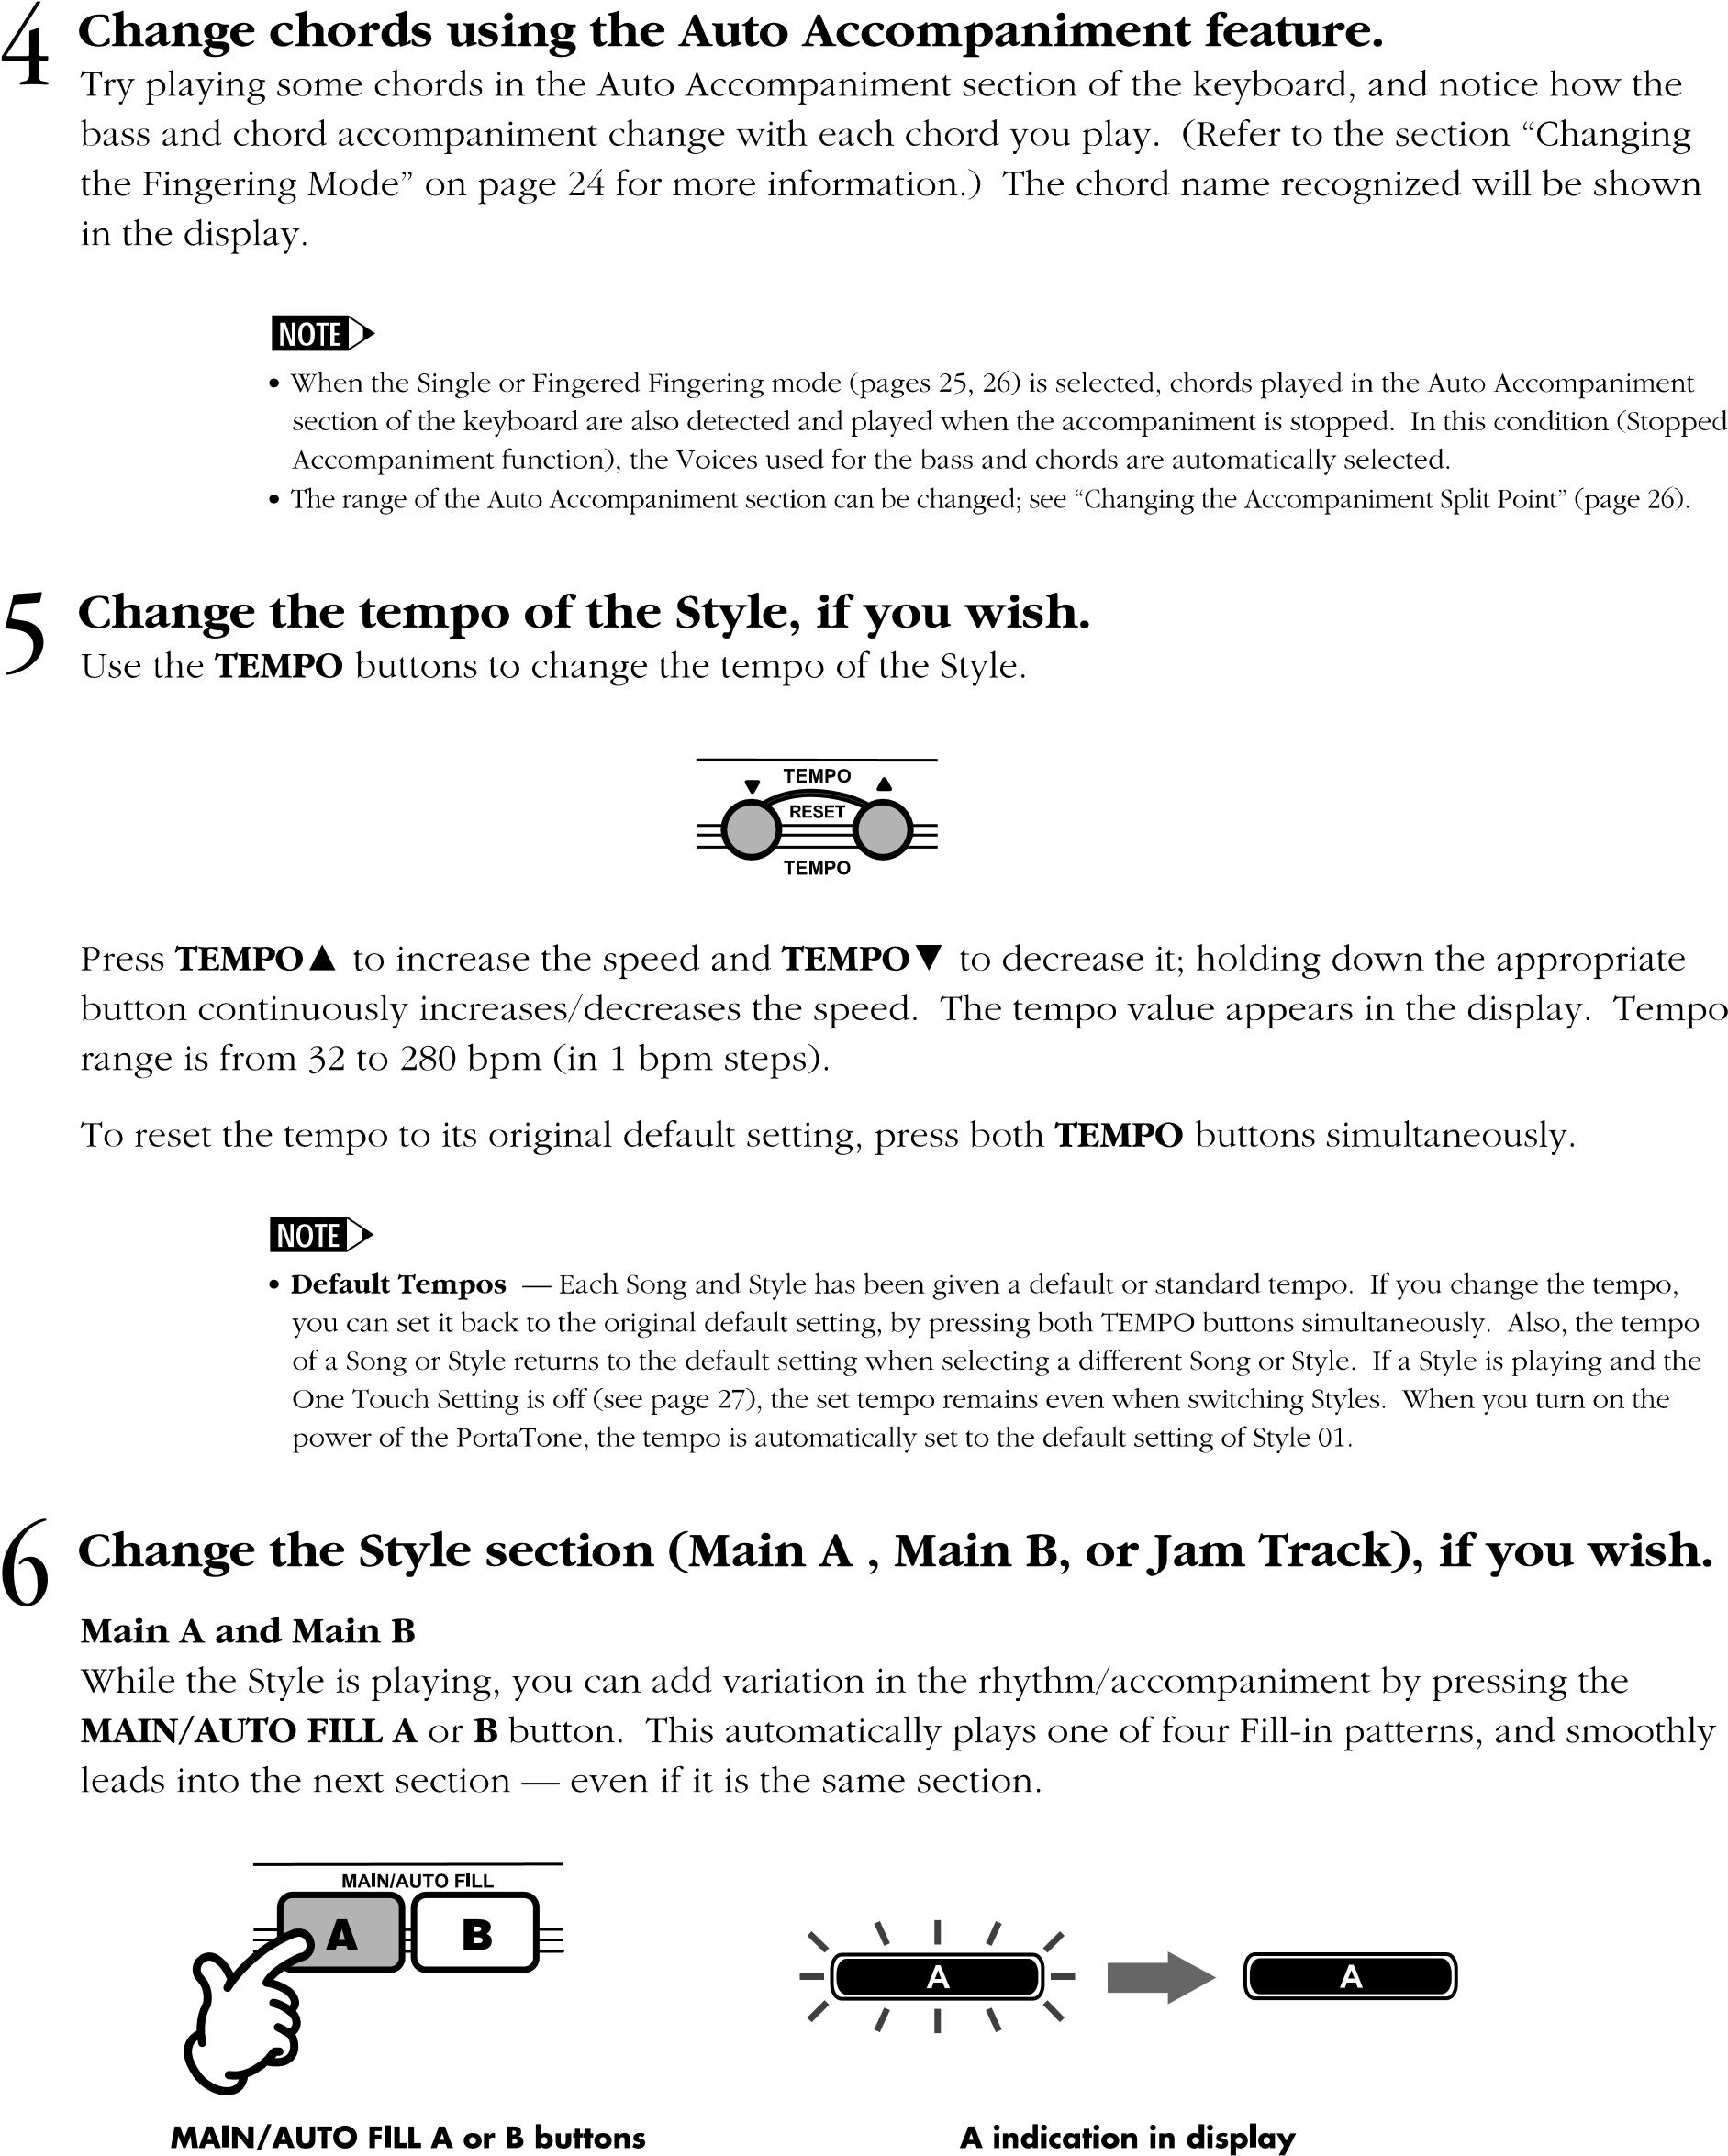 4 Change chords using the Auto Accompaniment feature.
Try playing some chords in the Auto Accompaniment section of the keyboard, and notice how the
bass and chord accompaniment change with each chord you play. (Refer to the section “Changing
the Fingering Mode” on page 24 for more information.) The chord name recognized will be shown
in the display.
NOTE
• When the Single or Fingered Fingering mode (pages 25, 26) is selected, chords played in the Auto Accompaniment
section of the keyboard are also detected and played when the accompaniment is stopped. In this condition (Stopped
Accompaniment function), the Voices used for the bass and chords are automatically selected.
• The range of the Auto Accompaniment section can be changed; see “Changing the Accompaniment Split Point” (page 26).
5 Change the tempo of the Style, if you wish.
Use the TEMPO buttons to change the tempo of the Style.
▼ TEMPO ▲
RESET
TEMPO
Press TEMPO▲ to increase the speed and TEMPO▼ to decrease it; holding down the appropriate
button continuously increases/decreases the speed. The tempo value appears in the display. Tempo
range is from 32 to 280 bpm (in 1 bpm steps).
To reset the tempo to its original default setting, press both TEMPO buttons simultaneously.
NOTE
• Default Tempos — Each Song and Style has been given a default or standard tempo. If you change the tempo,
you can set it back to the original default setting, by pressing both TEMPO buttons simultaneously. Also, the tempo
of a Song or Style returns to the default setting when selecting a different Song or Style. If a Style is playing and the
One Touch Setting is off (see page 27), the set tempo remains even when switching Styles. When you turn on the
power of the PortaTone, the tempo is automatically set to the default setting of Style 01.
6 Change the Style section (Main A , Main B, or Jam Track), if you wish.
Main A and Main B
While the Style is playing, you can add variation in the rhythm/accompaniment by pressing the
MAIN/AUTO FILL A or B button. This automatically plays one of four Fill-in patterns, and smoothly
leads into the next section — even if it is the same section.
MAIN/AUTO FILL
A B
A A
MAIN/AUTO FILL A or B buttons
A indication in display